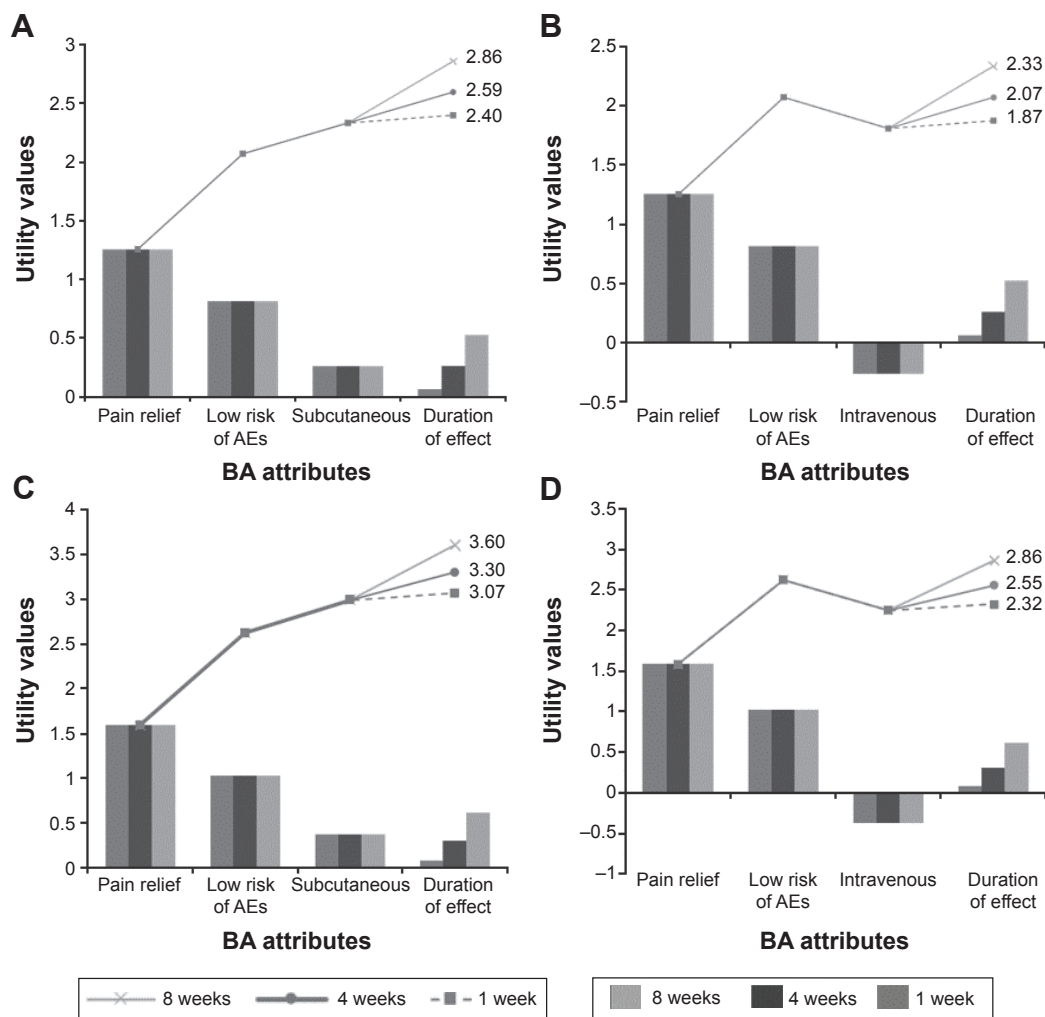 A
Utility values
3
2.5
2
1.5
1
0.5
0
2.86
2.59
2.40
Pain relief
Low risk
of AEs
Subcutaneous
Duration
of effect
BA attributes
B
Utility values
2.5
2
1.5
1
0.5
0
–0.5
2.33
2.07
1.87
Pain relief
Low risk
of AEs
Intravenous
Duration
of effect
BA attributes
C
Utility values
4
3.5
3
2.5
2
1.5
1
0.5
0
3.60
3.30
3.07
Pain relief
Low risk
of AEs
Subcutaneous
Duration
of effect
BA attributes
D
Utility values
3.5
3
2.5
2
1.5
1
0.5
0
–0.5
–1
2.86
2.55
2.32
Pain relief
Low risk
of AEs
Intravenous
Duration
of effect
BA attributes
8 weeks 4 weeks 1 week
8 weeks 4 weeks 1 week